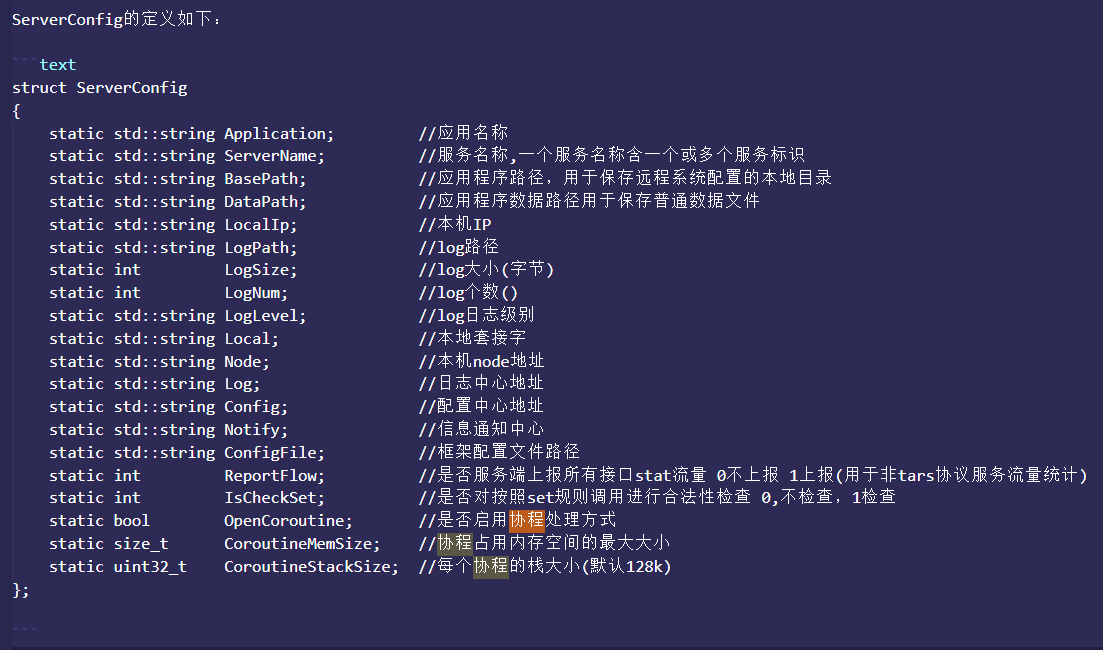 ServerConfig的定义如下：
```text
struct ServerConfig
{
    static std::string Application;         //应用名称
    static std::string ServerName;          //服务名称,一个服务名称含一个或多个服务标识
    static std::string BasePath;            //应用程序路径，用于保存远程系统配置的本地目录
    static std::string DataPath;            //应用程序数据路径用于保存普通数据文件
    static std::string LocalIp;             //本机IP
    static std::string LogPath;             //log路径
    static int         LogSize;             //log大小(字节)
    static int         LogNum;              //log个数()
    static std::string LogLevel;            //log日志级别
    static std::string Local;               //本地套接字
    static std::string Node;                //本机node地址
    static std::string Log;                 //日志中心地址
    static std::string Config;              //配置中心地址
    static std::string Notify;              //信息通知中心
    static std::string ConfigFile;          //框架配置文件路径
    static int         ReportFlow;          //是否服务端上报所有接口stat流量 0不上报 1上报(用于非tars协议服务流量统计)
    static int         IsCheckSet;          //是否对按照set规则调用进行合法性检查 0,不检查，1检查
    static bool        OpenCoroutine;       //是否启用协程处理方式
    static size_t      CoroutineMemSize;    //协程占用内存空间的最大大小
    static uint32_t    CoroutineStackSize;  //每个协程的栈大小(默认128k)
};
```